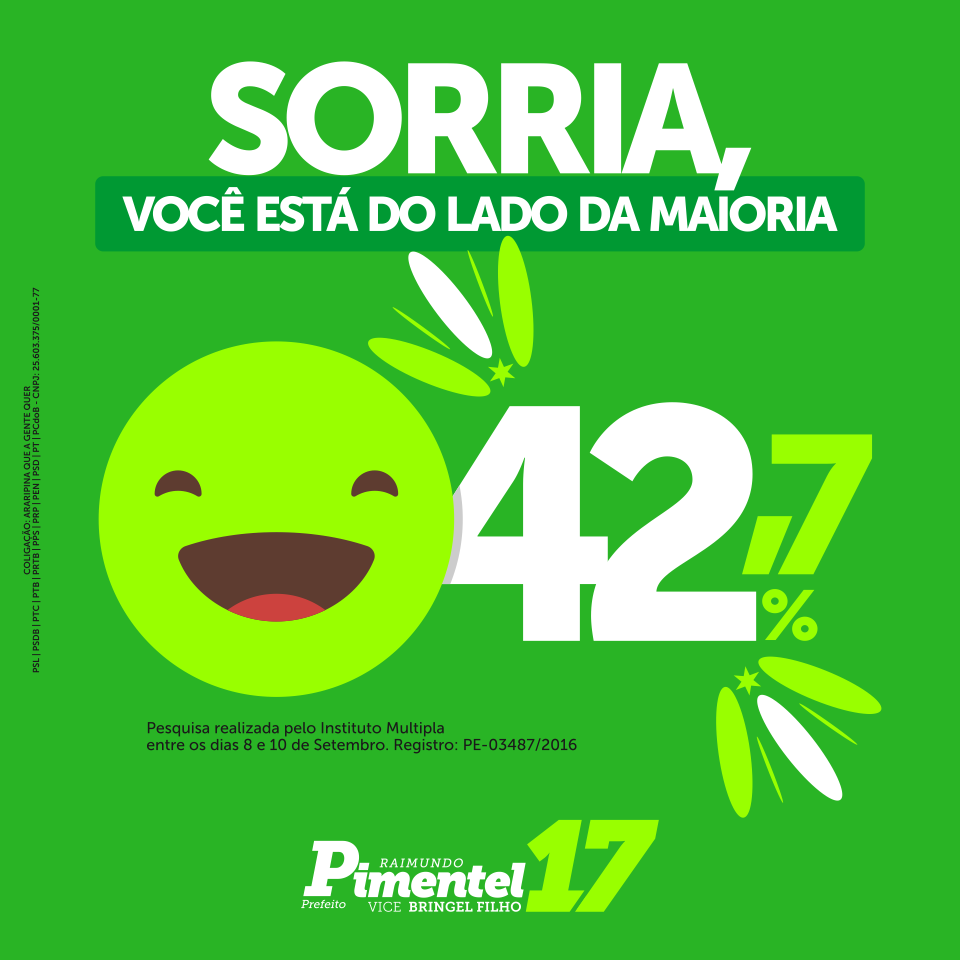 SORRIA,
VOCÊ ESTÁ DO LADO DA MAIORIA
COLIGAÇÃO: ARARIPINA QUE A GENTE QUER
PSL | PSDB | PTC | PTB | PRTB | PPS | PRP | PEN | PSD | PT | PCdoB - CNPJ: 25.603.375/0001-77
42,7
%
Pesquisa realizada pelo Instituto Multipla
entre os dias 8 e 10 de Setembro. Registro: PE-03487/2016
RAIMUNDO
Pimentel 17
Prefeito VICE BRINGEL FILHO